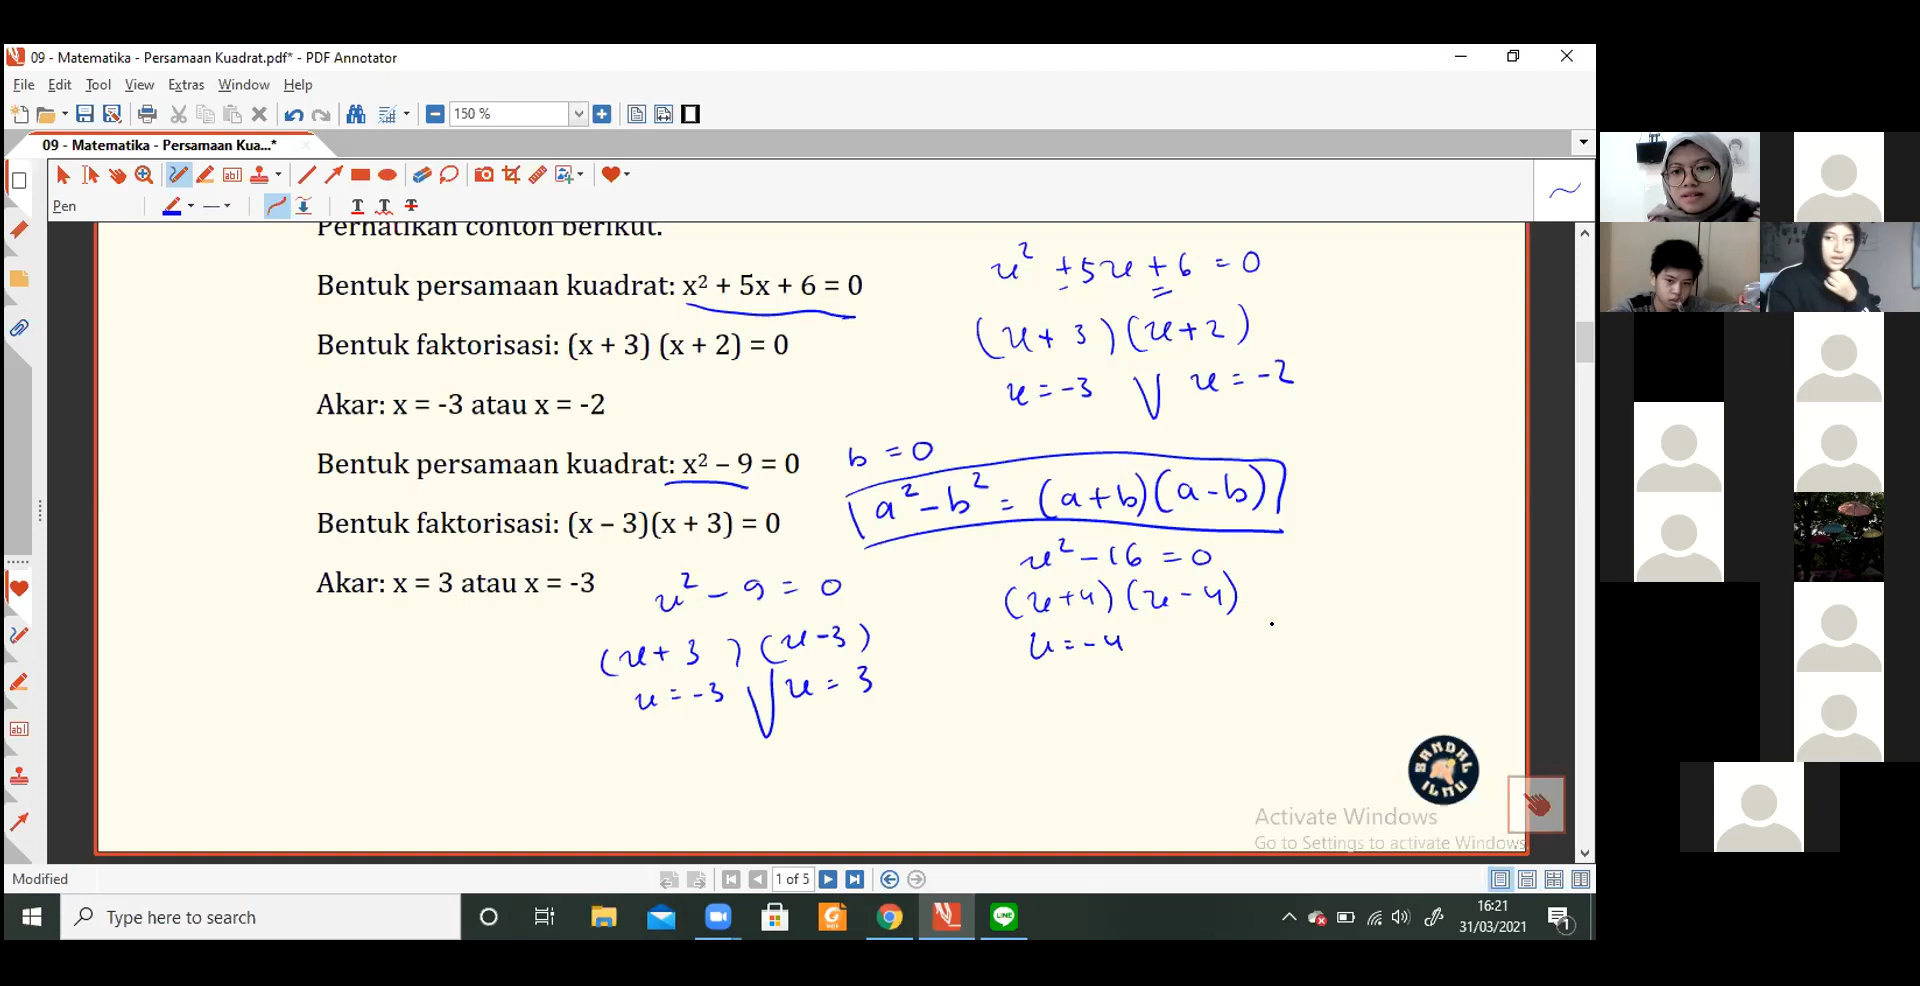 09 - Matematika - Persamaan Kuadrat.pdf* - PDF Annotator
File Edit Tool View Extras Window Help
150 %
09 - Matematika - Persamaan Kua...*
Pen
Perhatikan contoh berikut.
Bentuk persamaan kuadrat: x² + 5x + 6 = 0
Bentuk faktorisasi: (x + 3) (x + 2) = 0
Akar: x = -3 atau x = -2
Bentuk persamaan kuadrat: x² – 9 = 0
Bentuk faktorisasi: (x – 3)(x + 3) = 0
Akar: x = 3 atau x = -3
x² + 5x + 6 = 0
(x + 3) (x + 2)
x = -3 V x = -2
b = 0
a² - b² = (a+b)(a-b)
x² - 16 = 0
(x+4) (x-4)
x = -4
x² - 9 = 0
(x + 3) (x - 3)
x = -3 V x = 3
SANDAL
ILMU
Activate Windows
Go to Settings to activate Windows.
Modified
1 of 5
Type here to search
16:21
31/03/2021
1